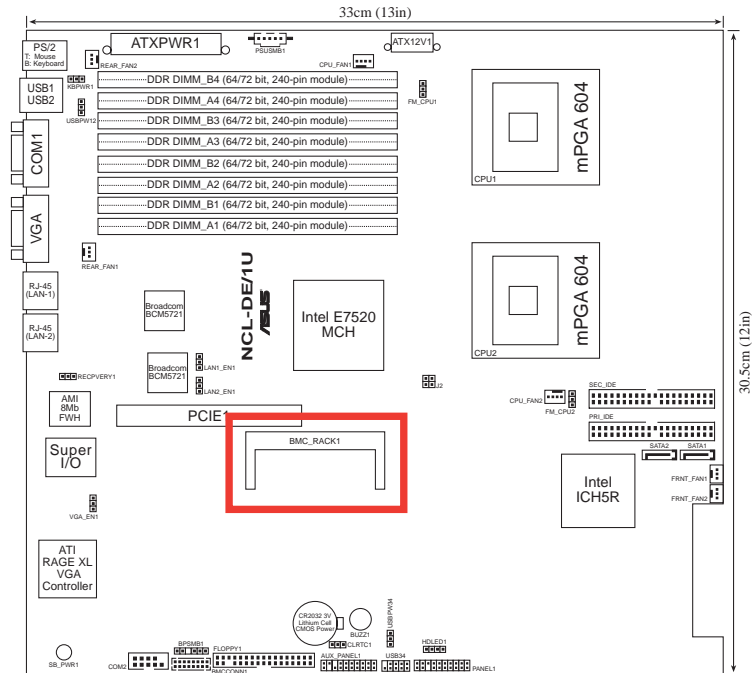 33cm (13in)
PS/2
T: Mouse
B: Keyboard
REAR_FAN2
ATXPWR1
PSUSMB1
CPU_FAN1
ATX12V1
USB1
USB2
KBPWR1
USBPW12
FM_CPU1
DDR DIMM_B4 (64/72 bit, 240-pin module)
DDR DIMM_A4 (64/72 bit, 240-pin module)
DDR DIMM_B3 (64/72 bit, 240-pin module)
DDR DIMM_A3 (64/72 bit, 240-pin module)
DDR DIMM_B2 (64/72 bit, 240-pin module)
DDR DIMM_A2 (64/72 bit, 240-pin module)
DDR DIMM_B1 (64/72 bit, 240-pin module)
DDR DIMM_A1 (64/72 bit, 240-pin module)
mPGA 604
CPU1
COM1
VGA
REAR_FAN1
RJ-45
(LAN-1)
RJ-45
(LAN-2)
Broadcom
BCM5721
NCL-DE/1U
ASUS
Intel E7520
MCH
mPGA 604
CPU2
30.5cm (12in)
Broadcom
BCM5721
LAN1_EN1
LAN2_EN1
RECPVERY1
J2
CPU_FAN2
FM_CPU2
SEC_IDE
PRI_IDE
SATA2
SATA1
AMI
8Mb
FWH
PCIE1
BMC_RACK1
Super
I/O
Intel
ICH5R
FRNT_FAN1
FRNT_FAN2
VGA_EN1
ATI
RAGE XL
VGA
Controller
CR2032 3V
Lithium Cell
CMOS Power
BUZZ1
CLRTC1
USBPW34
HDLED1
SB_PWR1
COM2
BPSMB1
BMCCONN1
FLOPPY1
AUX_PANEL1
USB34
PANEL1